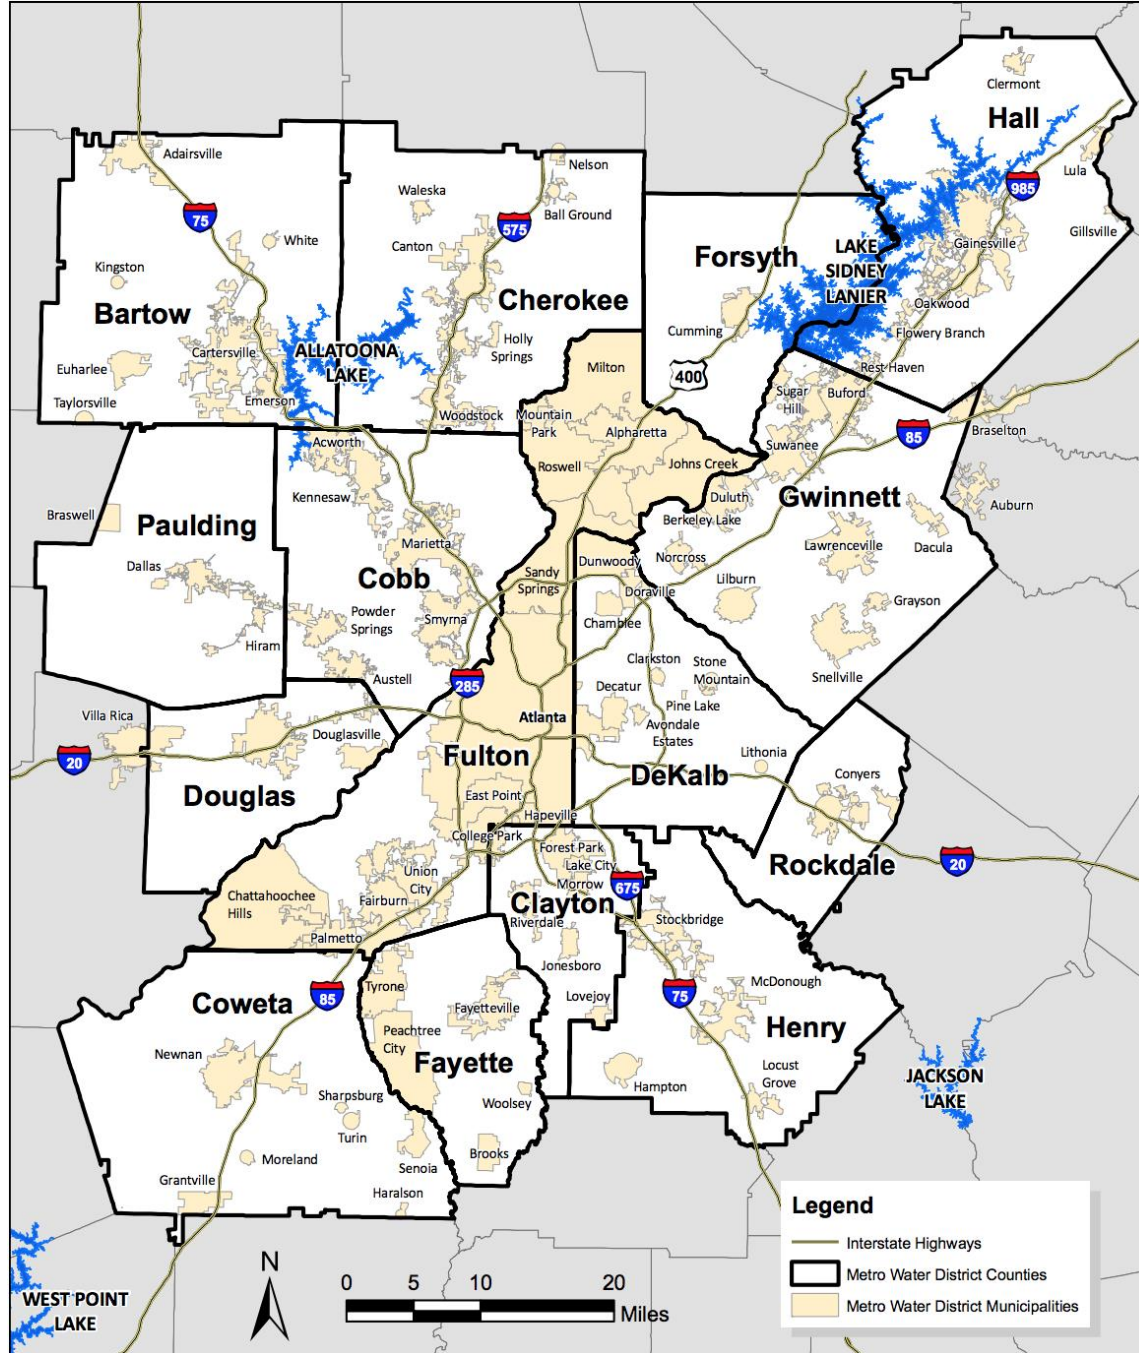 Clermont
Hall
Adairsville
Nelson
Lula
Waleska
985
75
575
Ball Ground
White
Canton
Gillsville
Gainesville
Forsyth
LAKE
SIDNEY
LANIER
Kingston
Cherokee
Bartow
Oakwood
Cumming
Flowery Branch
Holly
Springs
Cartersville
ALLATOONA
LAKE
Euharlee
Milton
Rest Haven
400
Taylorsville
Emerson
Sugar
Hill
Buford
Woodstock
Mountain
Park
Braselton
Acworth
Alpharetta
85
Suwanee
Roswell
Johns Creek
Kennesaw
Duluth
Gwinnett
Auburn
Braswell
Paulding
Berkeley Lake
Marietta
Lawrenceville
Dacula
Dallas
Norcross
Dunwoody
Cobb
Sandy
Springs
Lilburn
Doraville
Grayson
Powder
Springs
Smyrna
Chamblee
Hiram
Clarkston
Stone
Mountain
Austell
Snellville
285
Decatur
Pine Lake
Villa Rica
Atlanta
Avondale
Estates
Douglasville
Lithonia
20
Fulton
DeKalb
Conyers
Douglas
East Point
Hapeville
College Park
Forest Park
20
Rockdale
Union
City
Lake City
Chattahoochee
Hills
Fairburn
Morrow
675
Clayton
Riverdale
Stockbridge
Palmetto
Jonesboro
Tyrone
McDonough
Coweta
85
Lovejoy
75
Fayetteville
Henry
Peachtree
City
Newnan
Fayette
Locust
Grove
JACKSON
LAKE
Hampton
Sharpsburg
Woolsey
Turin
Moreland
Senoia
Brooks
Grantville
Haralson
Legend
Interstate Highways
Metro Water District Counties
Metro Water District Municipalities
N
0 5 10 20
Miles
WEST POINT
LAKE